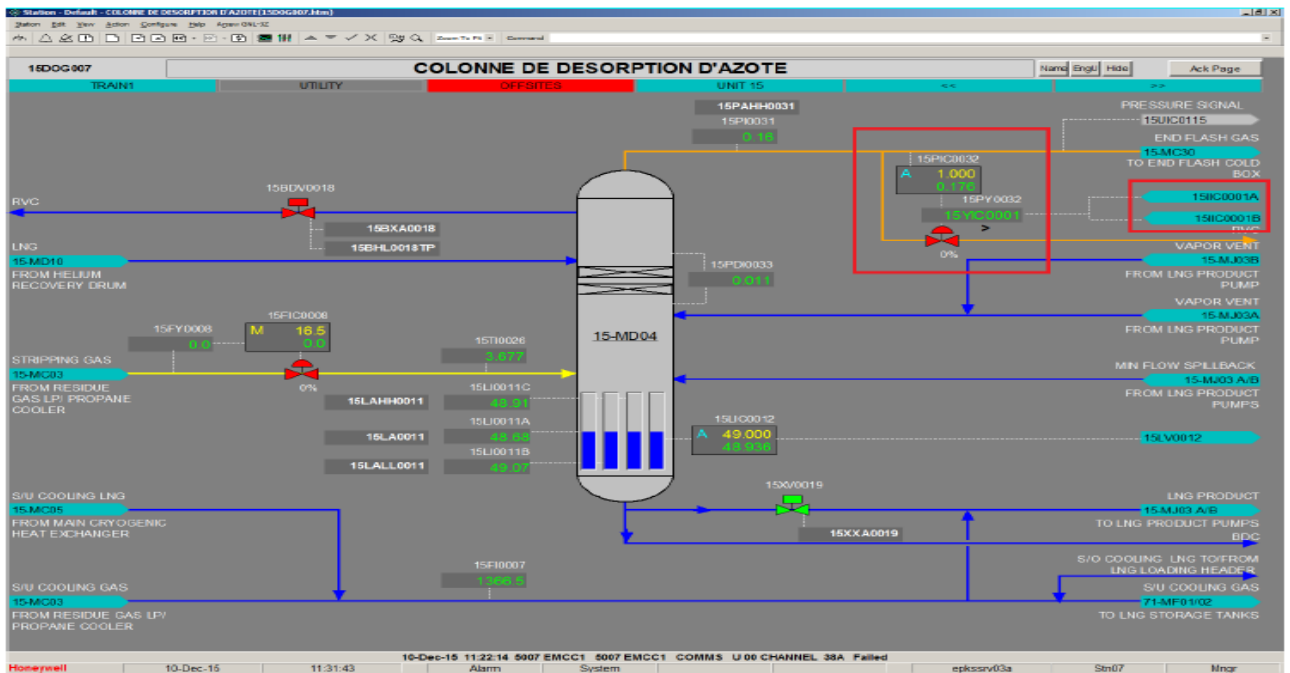 Station - Default - COLONNE DE DESORPTION D'AZOTE(15DOG007.htm)
Station Edit View Action Configure Help
Zoom To Fit Command
15DOG007 COLONNE DE DESORPTION D'AZOTE Name Engli Hide Ack Page
TRAIN1 UTILITY OFFSITES UNIT 15 << >>
15PAHH0031 PRESSURE SIGNAL
15PI0031 15UIC0115
0.16 END FLASH GAS
15PIC0032 15-MC30
TO END FLASH COLD
BOX
A 1.000
0.176
15BDV0018 15PY0032 15IIC0001A
RVC 15YIC0001 15IIC0001B
15BXA0018 > RVC
LNG 15BHL0018TP VAPOR VENT
15-MD10 0% 15-MJ03B
FROM HELIUM 15PDI0033 FROM LNG PRODUCT
RECOVERY DRUM 0.011 PUMP
VAPOR VENT
15FIC0008 15-MJ03A
15FY0008 M 16.5 FROM LNG PRODUCT
0.0 0.0 15-MD04 15TI0026 PUMP
STRIPPING GAS 3.677
15-MC03 MIN FLOW SPILLBACK
FROM RESIDUE 0% 15LI0011C 15-MJ03 A/B
GAS LP/ PROPANE 15LAHH0011 48.91 FROM LNG PRODUCT
COOLER PUMPS
15LI0011A 15LIC0012
15LA0011 48.68 A 49.000 15LV0012
15LI0011B 48.936
15LALL0011 49.07
15XV0019
S/U COOLING LNG LNG PRODUCT
15-MC05 15-MJ03 A/B
FROM MAIN CRYOGENIC TO LNG PRODUCT PUMPS
HEAT EXCHANGER 15XXA0019 BDC
S/O COOLING LNG TO/FROM
15FI0007 LNG LOADING HEADER
1366.5
S/U COOLING GAS S/U COOLING GAS
15-MC03 71-MF01/02
FROM RESIDUE GAS LP/ TO LNG STORAGE TANKS
PROPANE COOLER
10-Dec-15 11:22:14 5007 EMCC1 5007 EMCC1 COMMS U 00 CHANNEL 38A Failed
Honeywell 10-Dec-15 11:31:43 Alarm System epkssrv03a Stn07 Mngr